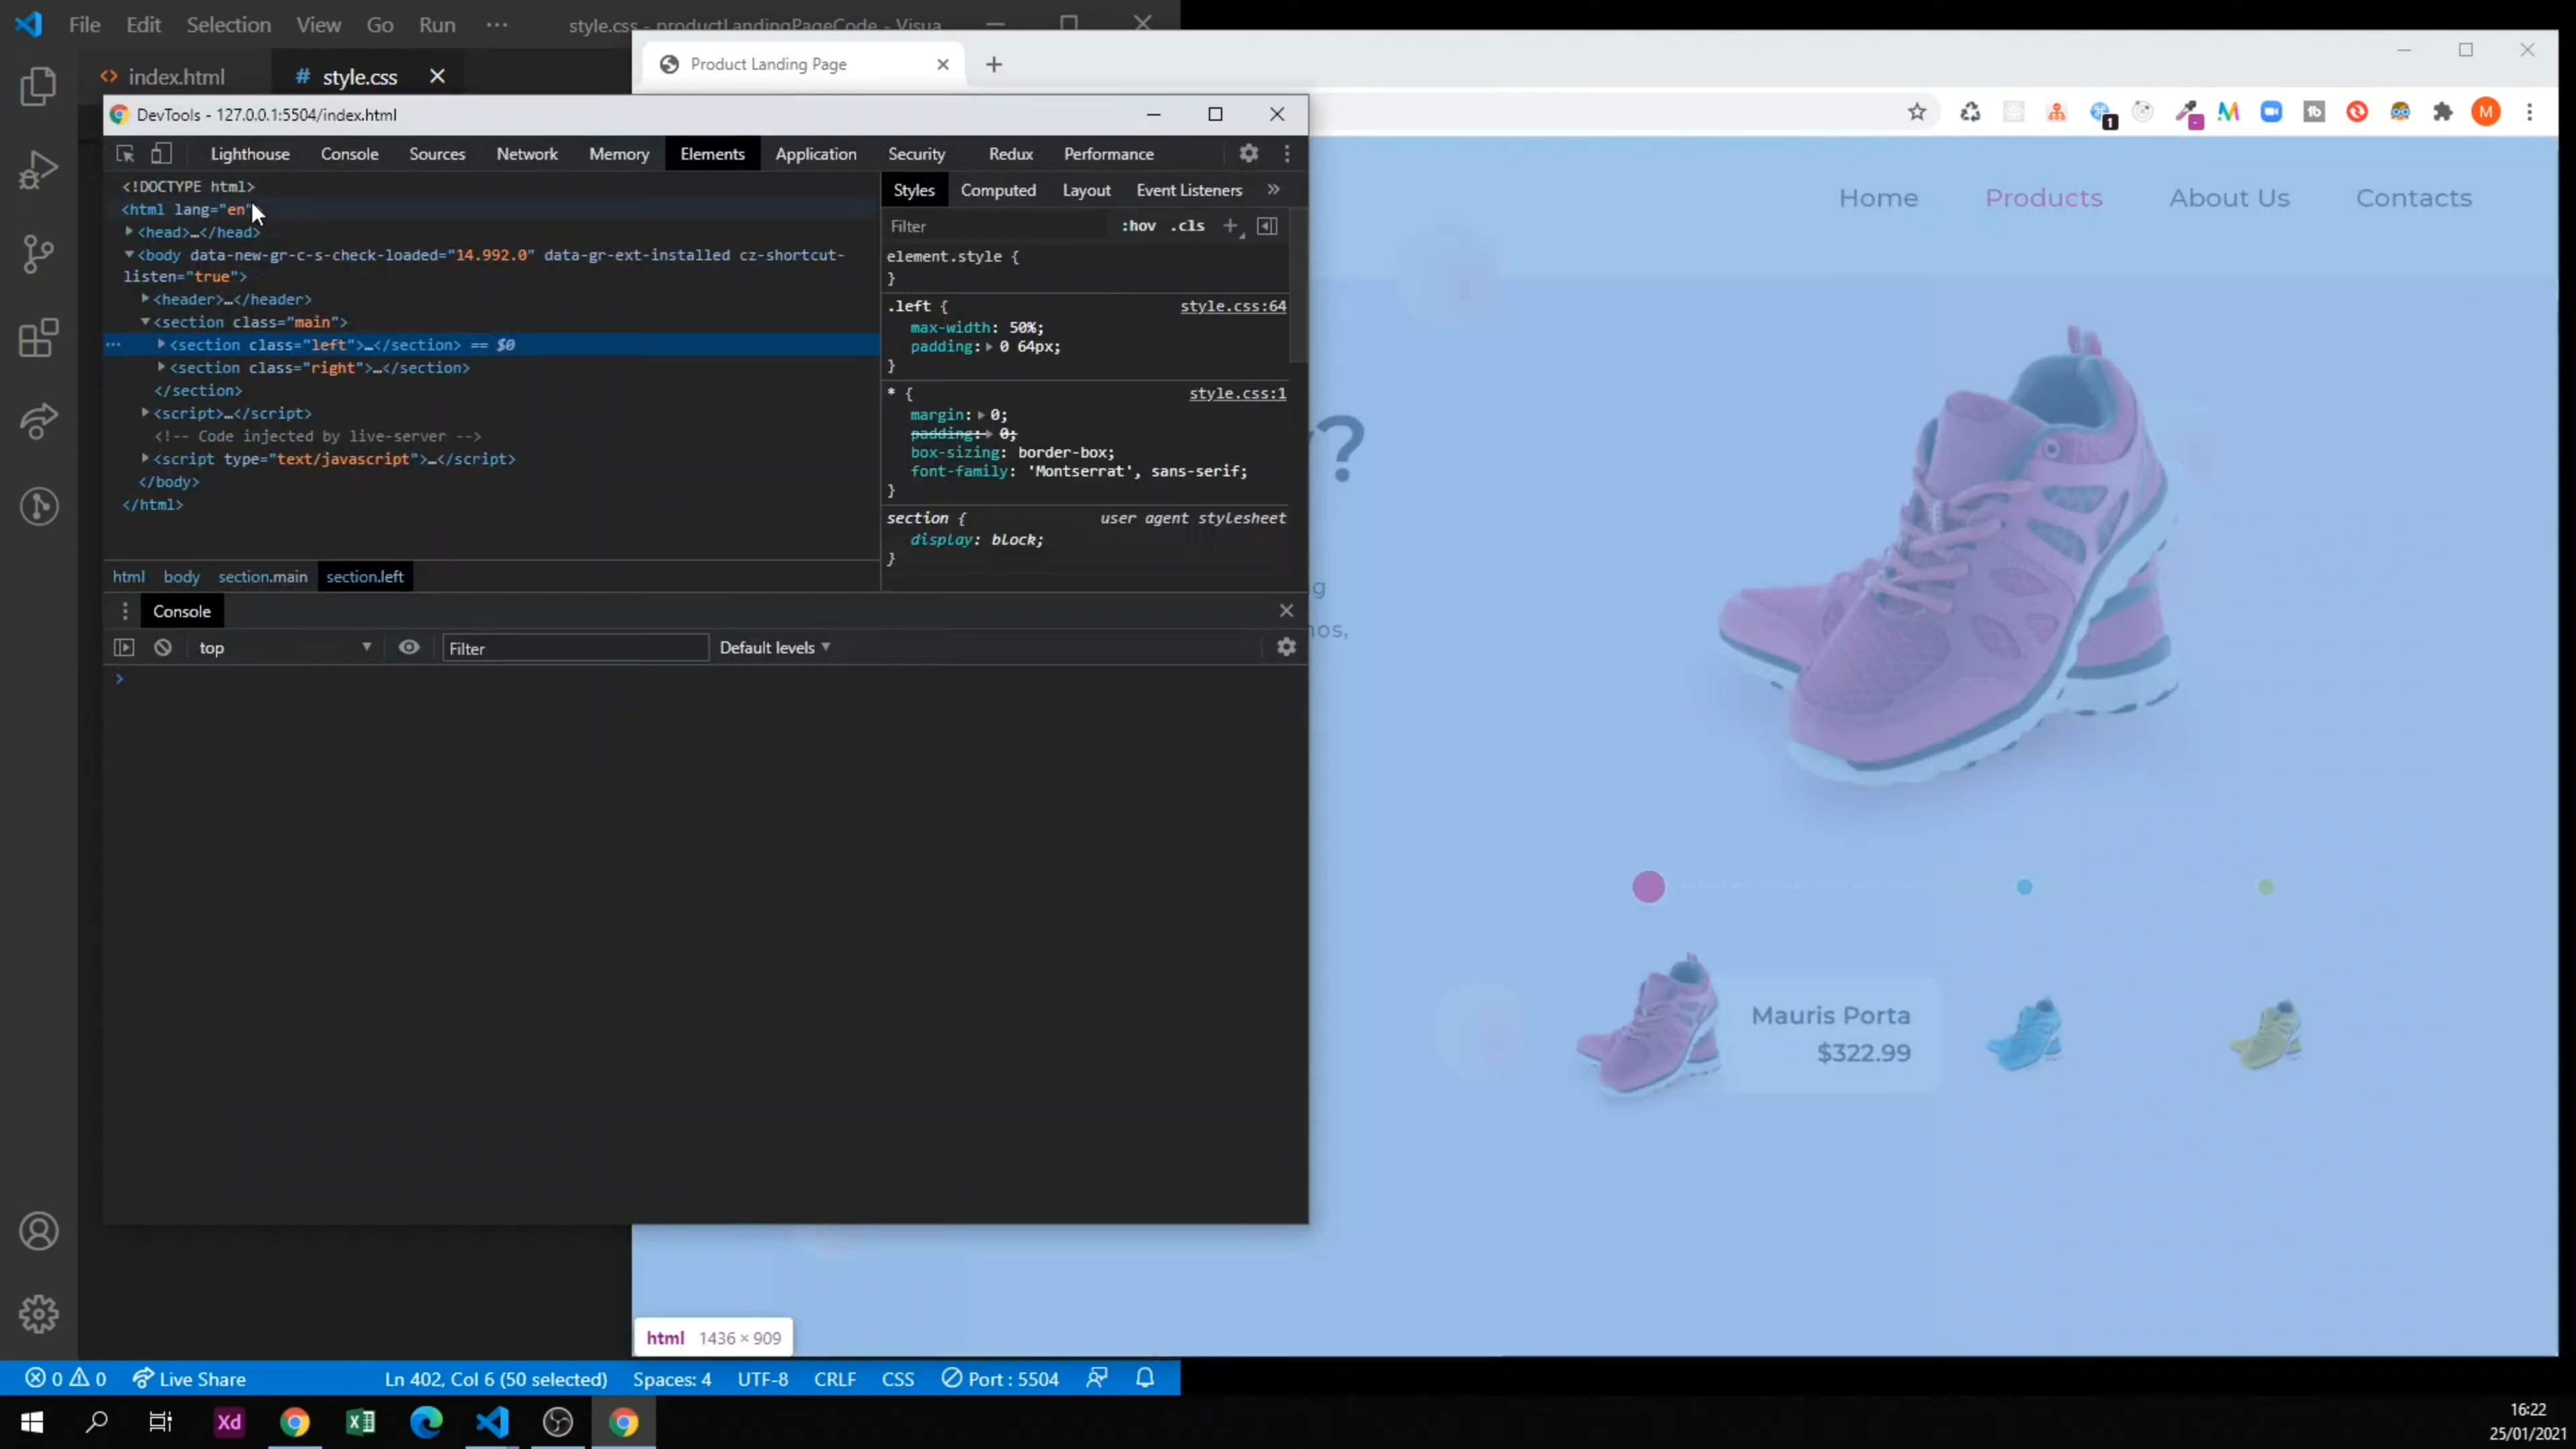 File Edit Selection View Go Run ··· style.css - productLandingPageCode - Visua
index.html # style.css
Product Landing Page
DevTools - 127.0.0.1:5504/index.html
Lighthouse Console Sources Network Memory Elements Application Security Redux Performance
<!DOCTYPE html>
<html lang="en"
<head>…</head>
<body data-new-gr-c-s-check-loaded="14.992.0" data-gr-ext-installed cz-shortcut-
listen="true">
<header>…</header>
<section class="main">
<section class="left">…</section> == $0
<section class="right">…</section>
</section>
<script>…</script>
<!-- Code injected by live-server -->
<script type="text/javascript">…</script>
</body>
</html>
html body section.main section.left
Styles Computed Layout Event Listeners »
Filter :hov .cls +
element.style {
}
.left { style.css:64
max-width: 50%;
padding: 0 64px;
}
* { style.css:1
margin: 0;
padding: 0;
box-sizing: border-box;
font-family: 'Montserrat', sans-serif;
}
section { user agent stylesheet
display: block;
}
Console
top Filter Default levels
1
M
Home Products About Us Contacts
?
g
nos,
Mauris Porta
$322.99
html 1436 × 909
0 0 Live Share Ln 402, Col 6 (50 selected) Spaces: 4 UTF-8 CRLF CSS Port : 5504
Xd
16:22
25/01/2021